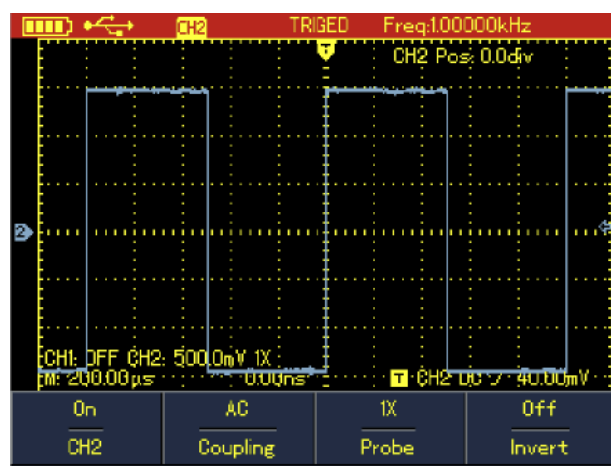 CH2 TRIGED Freq:1.00000kHz
T
CH2 Pos: 0.0div
2
CH1: OFF CH2: 500.0mV 1X
M: 200.00µs 0.00ns T CH2 DC / 40.00mV
On AC 1X Off
CH2 Coupling Probe Invert